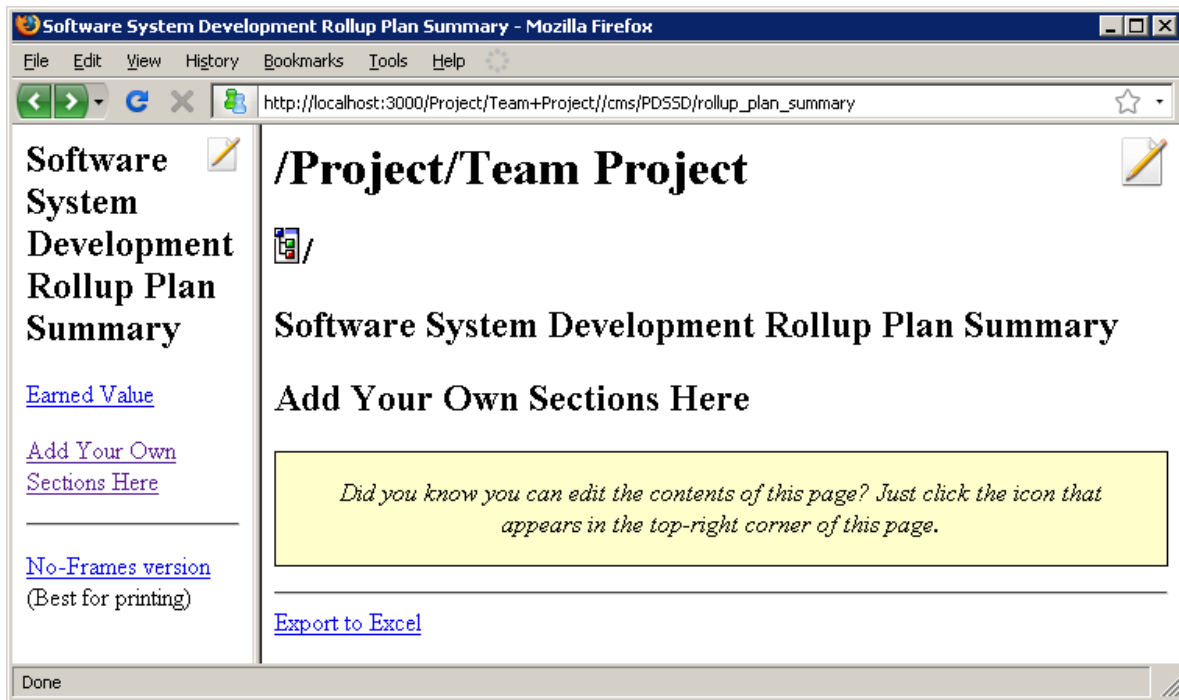 Software System Development Rollup Plan Summary - Mozilla Firefox
File Edit View History Bookmarks Tools Help
http://localhost:3000/Project/Team+Project//cms/PDSSD/rollup_plan_summary
Software
System
Development
Rollup Plan
Summary
Earned Value
Add Your Own
Sections Here
No-Frames version
(Best for printing)
/Project/Team Project
/
Software System Development Rollup Plan Summary
Add Your Own Sections Here
Did you know you can edit the contents of this page? Just click the icon that
appears in the top-right corner of this page.
Export to Excel
Done